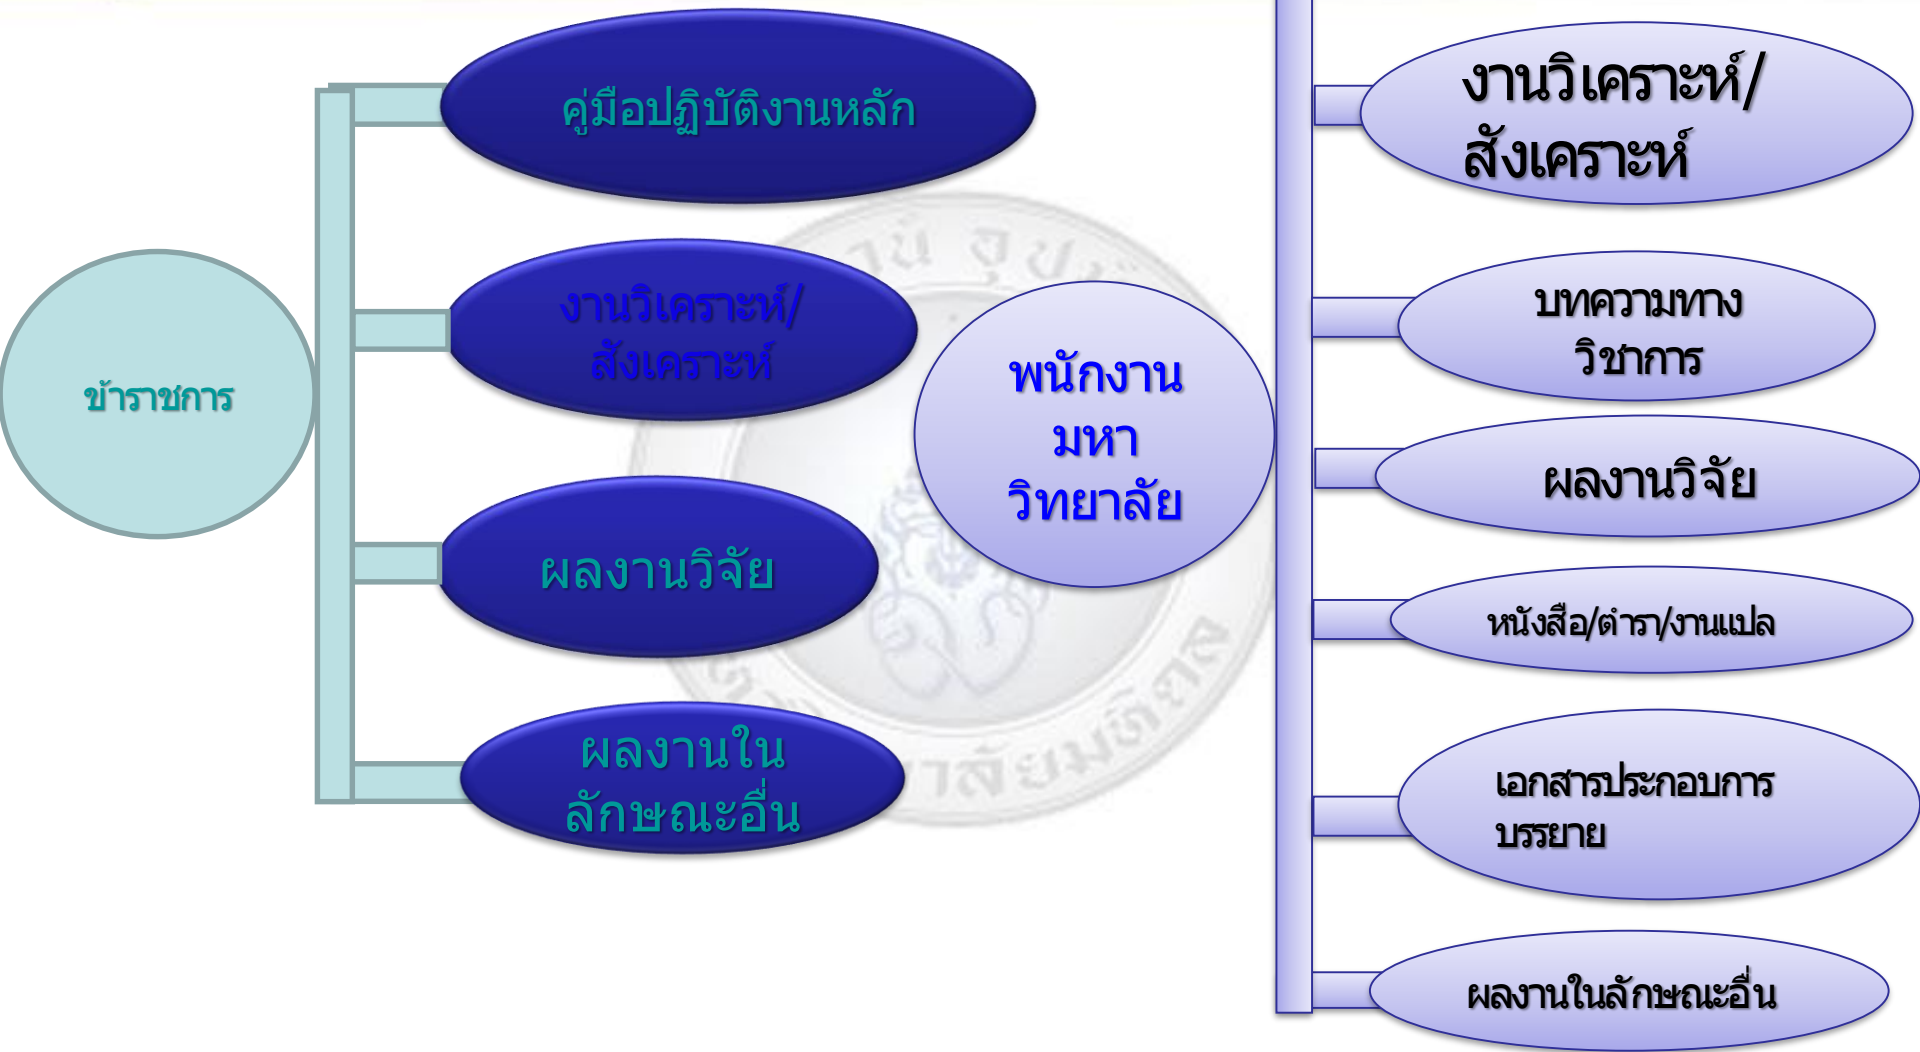 ข้าราชการ
คู่มือปฏิบัติงานหลัก
งานวิเคราะห์/
สังเคราะห์
ผลงานวิจัย
ผลงานใน
ลักษณะอื่น
พนักงาน
มหา
วิทยาลัย
งานวิเคราะห์/
สังเคราะห์
บทความทาง
วิชาการ
ผลงานวิจัย
หนังสือ/ตำรา/งานแปล
เอกสารประกอบการ
บรรยาย
ผลงานในลักษณะอื่น